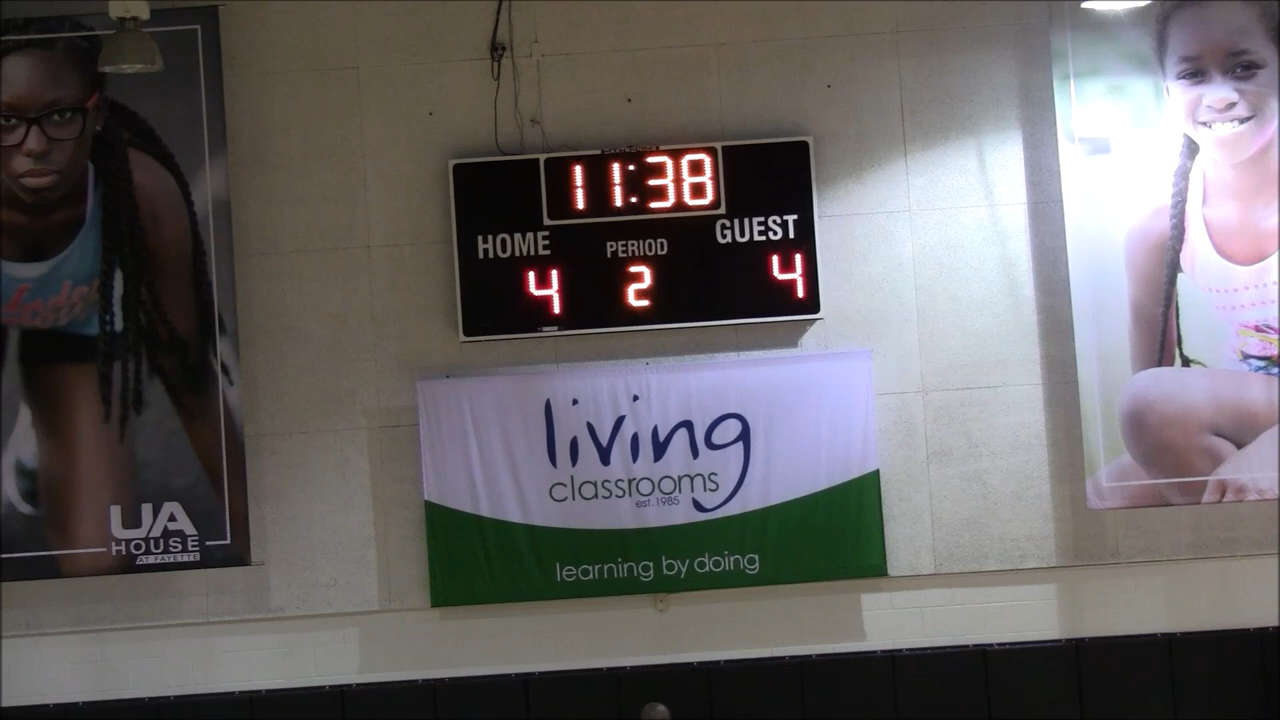 DAKTRONICS
11:38
HOME PERIOD GUEST
4 2 4
living
classrooms
est. 1985
learning by doing
UA
HOUSE
AT FAYETTE